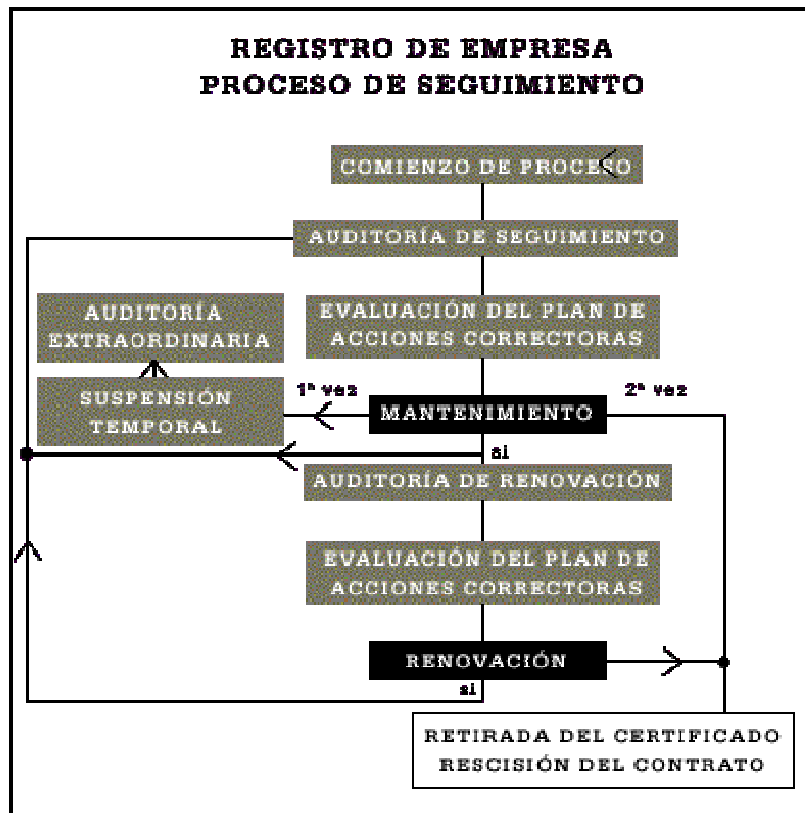 REGISTRO DE EMPRESA
PROCESO DE SEGUIMIENTO
COMIENZO DE PROCESO
AUDITORÍA DE SEGUIMIENTO
EVALUACIÓN DEL PLAN DE
ACCIONES CORRECTORAS
AUDITORÍA
EXTRAORDINARIA
SUSPENSIÓN
TEMPORAL
1ª vez
MANTENIMIENTO
2ª vez
si
AUDITORÍA DE RENOVACIÓN
EVALUACIÓN DEL PLAN DE
ACCIONES CORRECTORAS
RENOVACIÓN
si
RETIRADA DEL CERTIFICADO
RESCISIÓN DEL CONTRATO